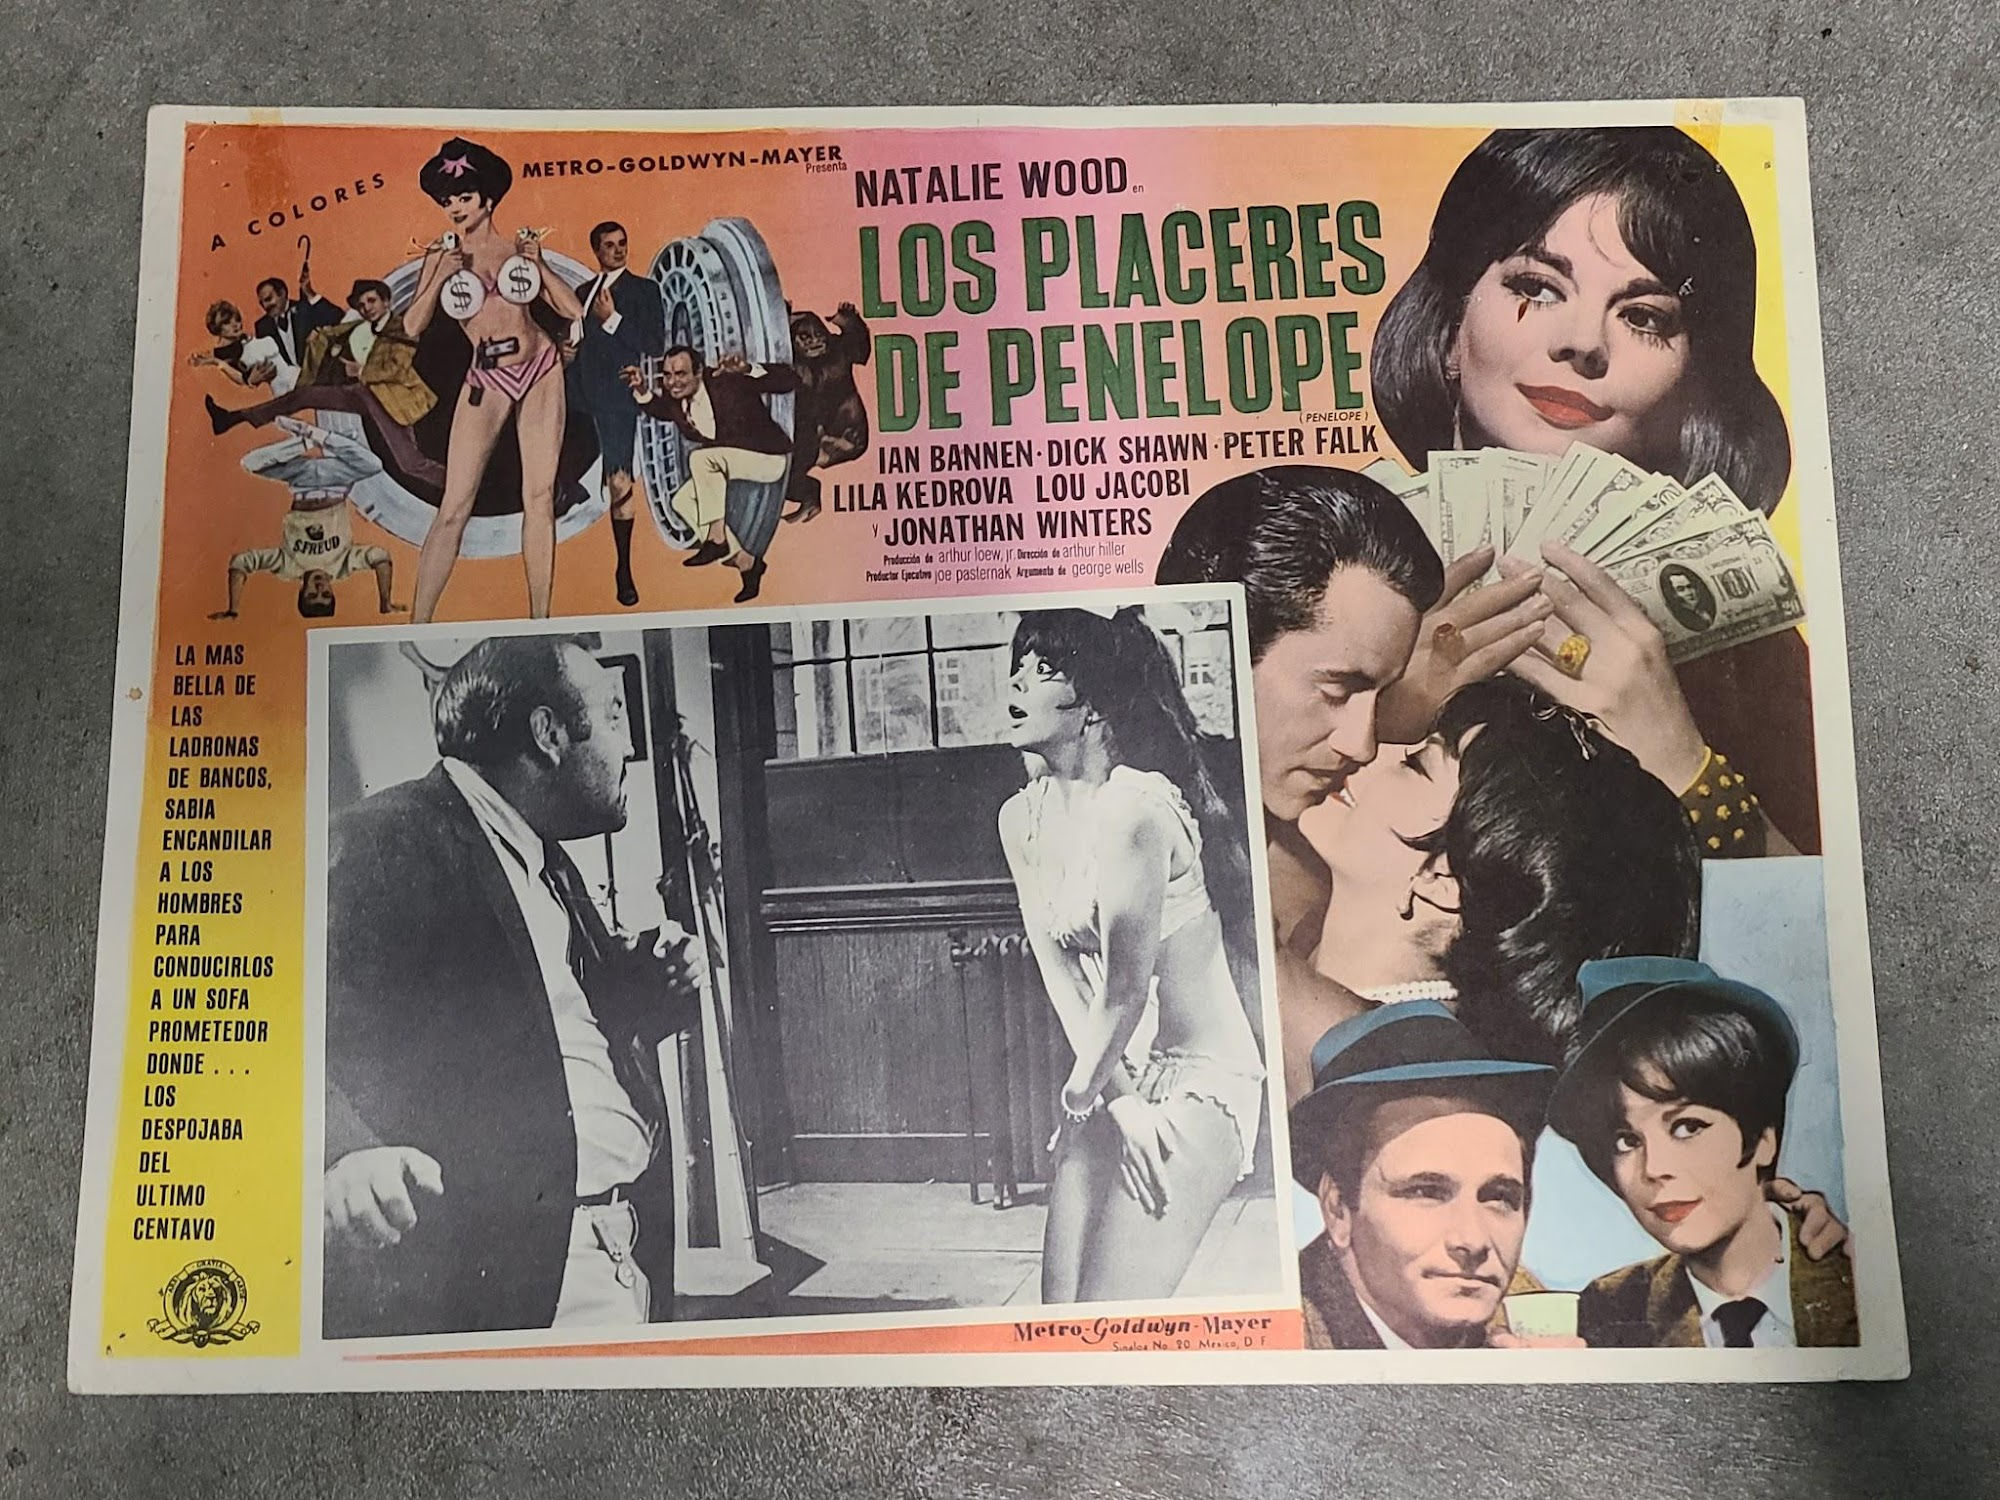 A COLORES
METRO-GOLDWYN-MAYER
Presenta
NATALIE WOOD en
LOS PLACERES
DE PENELOPE
(PENELOPE)
IAN BANNEN · DICK SHAWN · PETER FALK
LILA KEDROVA LOU JACOBI
y JONATHAN WINTERS
Producción de arthur loew, jr. Dirección de arthur hiller
Productor Ejecutivo joe pasternak Argumento de george wells
$ $
S. FREUD
LA MAS
BELLA DE
LAS
LADRONAS
DE BANCOS,
SABIA
ENCANDILAR
A LOS
HOMBRES
PARA
CONDUCIRLOS
A UN SOFA
PROMETEDOR
DONDE . . .
LOS
DESPOJABA
DEL
ULTIMO
CENTAVO
ARS GRATIA ARTIS
Metro-Goldwyn-Mayer
Sinaloa No. 20 Mexico, D F